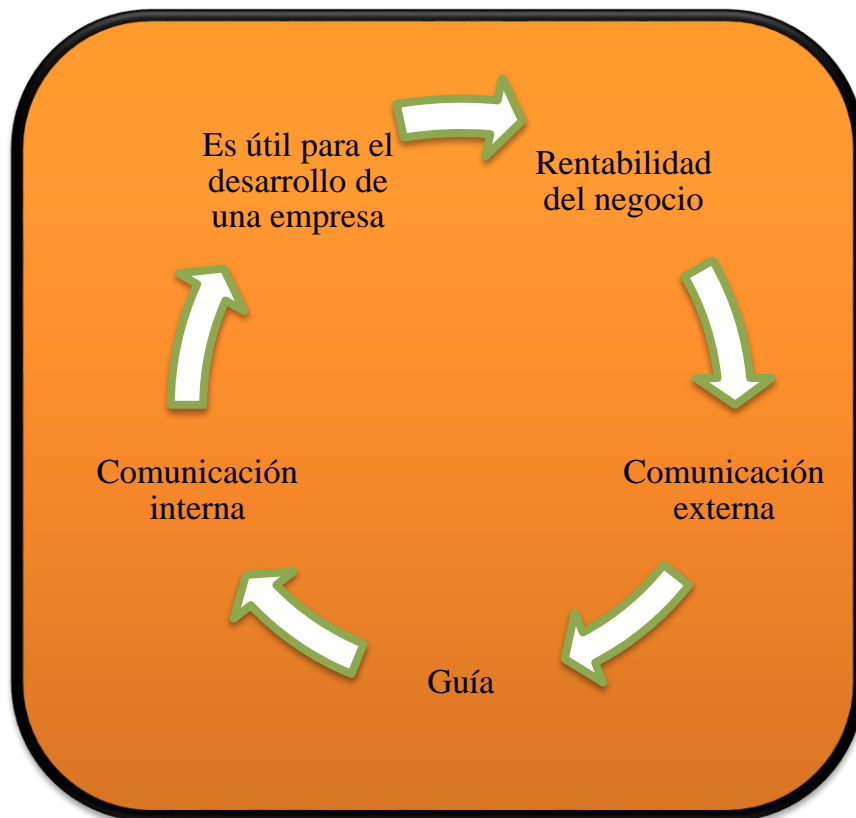 Es útil para el
desarrollo de
una empresa
Rentabilidad
del negocio
Comunicación
externa
Guía
Comunicación
interna